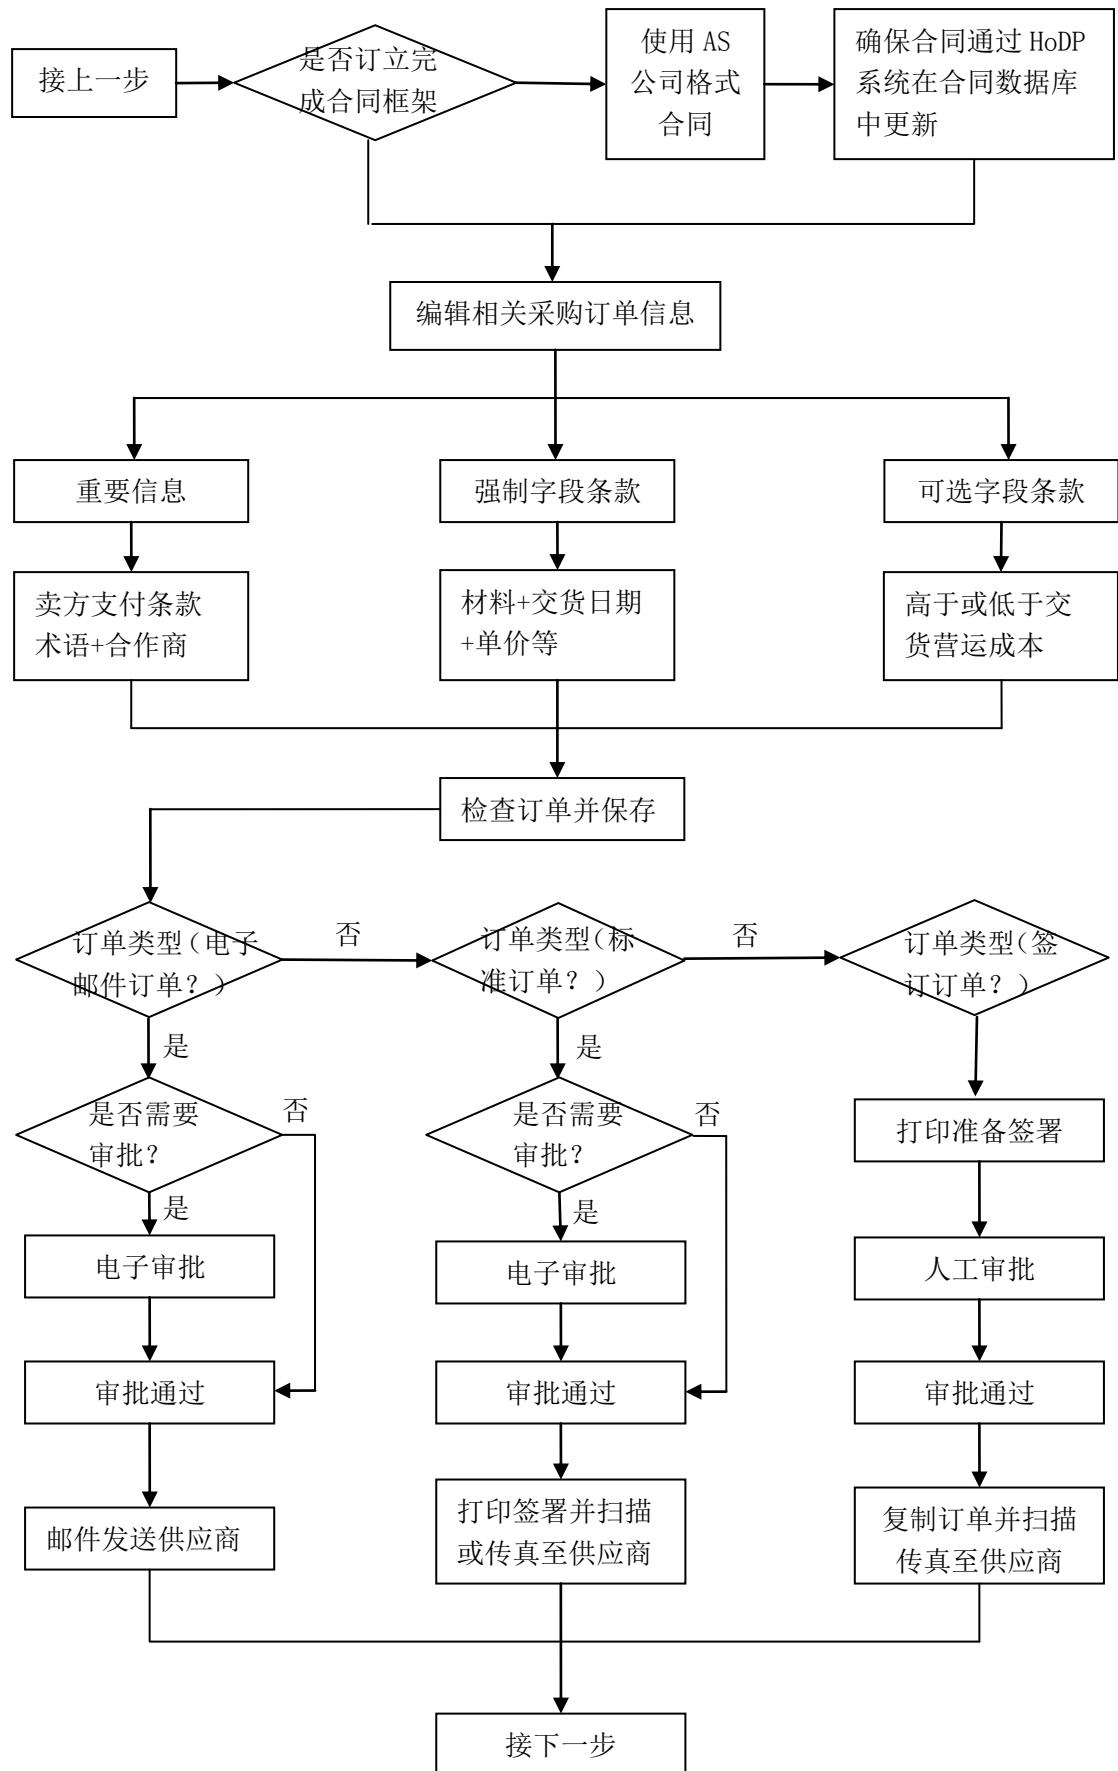 接上一步
是否订立完
成合同框架
使用 AS
公司格式
合同
确保合同通过 HoDP
系统在合同数据库
中更新
编辑相关采购订单信息
重要信息
强制字段条款
可选字段条款
卖方支付条款
术语+合作商
材料+交货日期
+单价等
高于或低于交
货营运成本
检查订单并保存
订单类型（电子
邮件订单？）
否
订单类型（标
准订单？）
否
订单类型（签
订订单？）
是
是
是否需要
审批？
否
是否需要
审批？
否
打印准备签署
是
是
电子审批
电子审批
人工审批
审批通过
审批通过
审批通过
邮件发送供应商
打印签署并扫描
或传真至供应商
复制订单并扫描
传真至供应商
接下一步